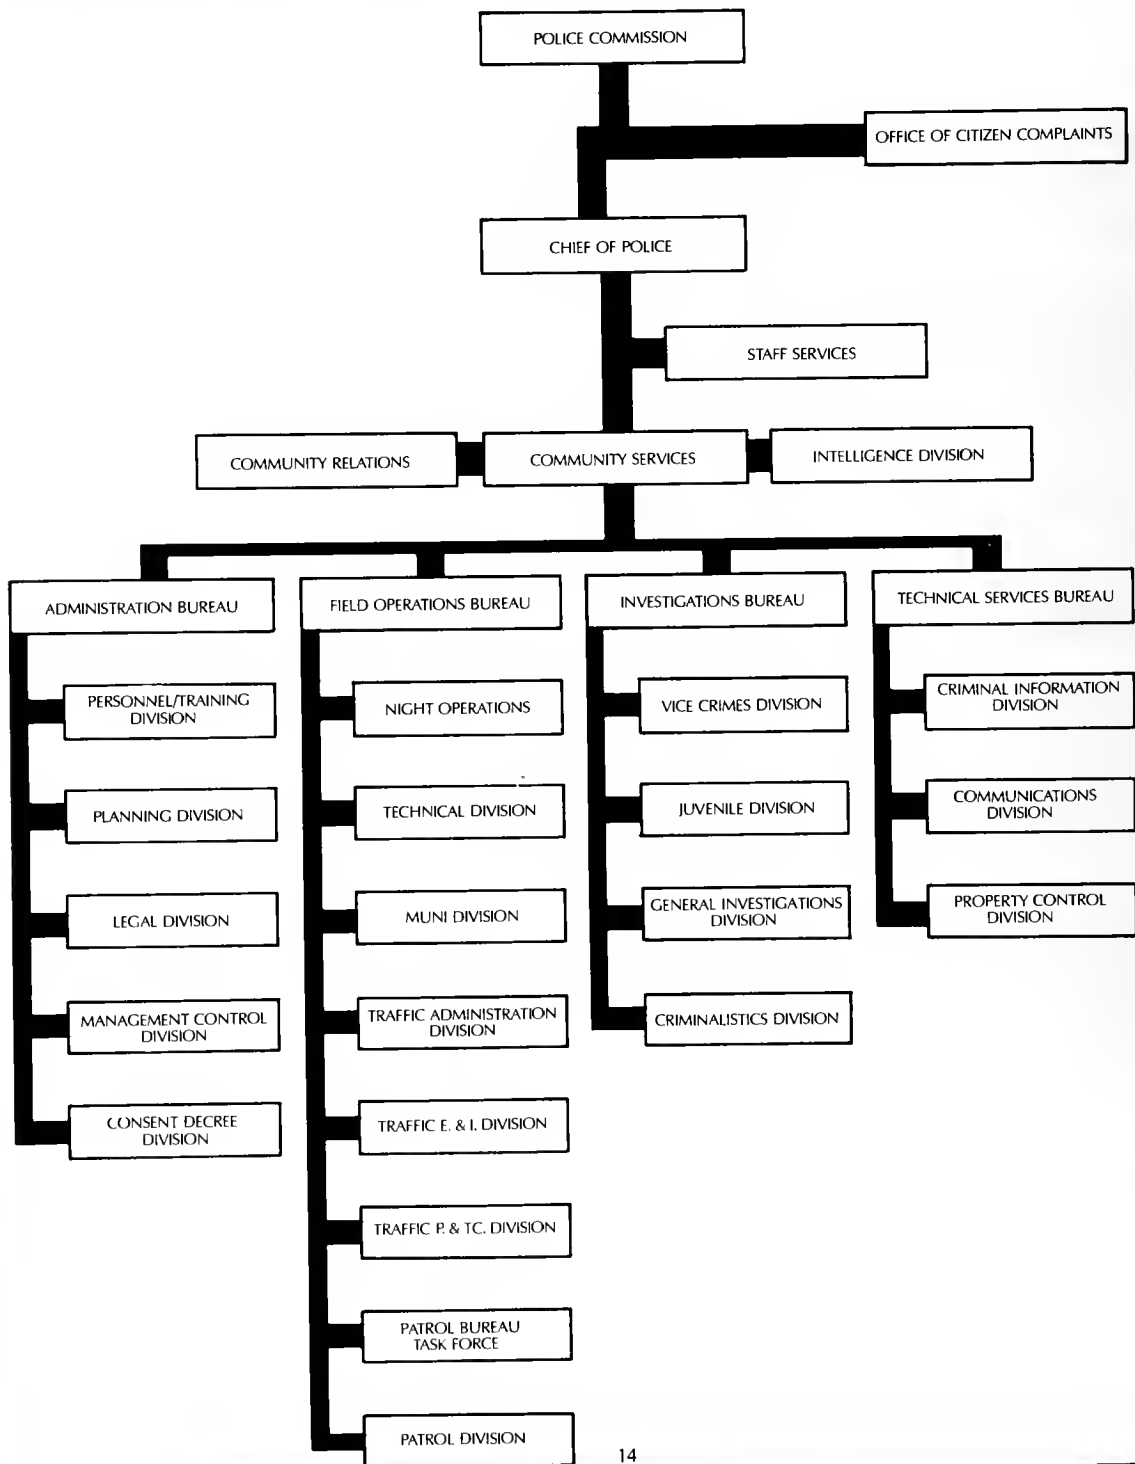 POLICE COMMISSION
OFFICE OF CITIZEN COMPLAINTS
CHIEF OF POLICE
STAFF SERVICES
COMMUNITY RELATIONS
COMMUNITY SERVICES
INTELLIGENCE DIVISION
ADMINISTRATION BUREAU
PERSONNEL/TRAINING
DIVISION
PLANNING DIVISION
LEGAL DIVISION
MANAGEMENT CONTROL
DIVISION
CONSENT DECREE
DIVISION
FIELD OPERATIONS BUREAU
NIGHT OPERATIONS
TECHNICAL DIVISION
MUNI DIVISION
TRAFFIC ADMINISTRATION
DIVISION
TRAFFIC E. & I. DIVISION
TRAFFIC P. & TC. DIVISION
PATROL BUREAU
TASK FORCE
PATROL DIVISION
INVESTIGATIONS BUREAU
VICE CRIMES DIVISION
JUVENILE DIVISION
GENERAL INVESTIGATIONS
DIVISION
CRIMINALISTICS DIVISION
TECHNICAL SERVICES BUREAU
CRIMINAL INFORMATION
DIVISION
COMMUNICATIONS
DIVISION
PROPERTY CONTROL
DIVISION
14